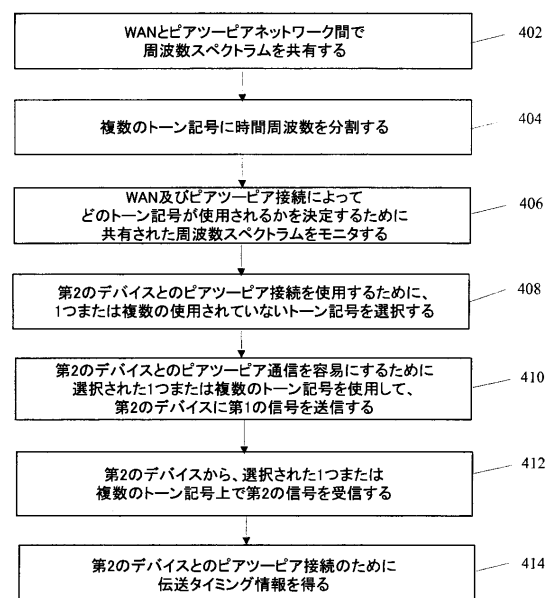 WANとピアツーピアネットワーク間で
周波数スペクトラムを共有する
402
複数のトーン記号に時間周波数を分割する
404
WAN及びピアツーピア接続によって
どのトーン記号が使用されるかを決定するために
共有された周波数スペクトラムをモニタする
406
第2のデバイスとのピアツーピア接続を使用するために、
1つまたは複数の使用されていないトーン記号を選択する
408
第2のデバイスとのピアツーピア通信を容易にするために
選択された1つまたは複数のトーン記号を使用して、
第2のデバイスに第1の信号を送信する
410
第2のデバイスから、選択された1つまたは
複数のトーン記号上で第2の信号を受信する
412
第2のデバイスとのピアツーピア接続のために
伝送タイミング情報を得る
414